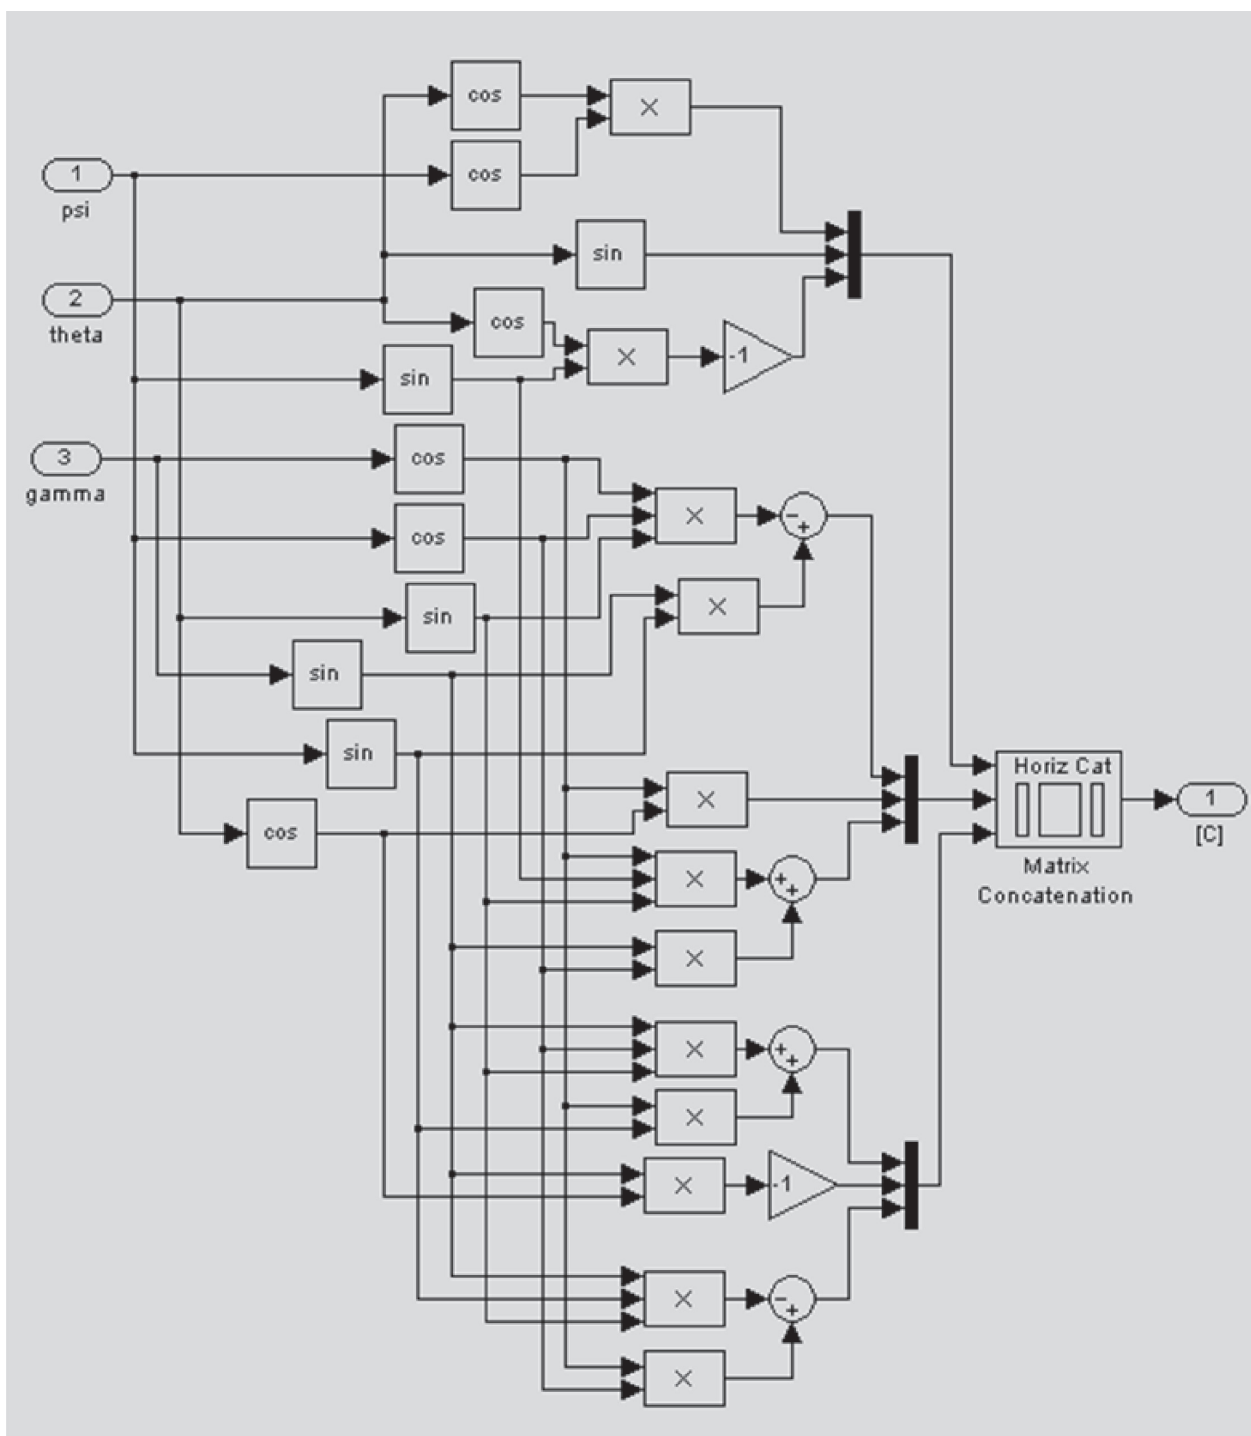 cos
×
1
cos
psi
sin
2
theta
cos
×
-1
sin
3
gamma
cos
×
- +
cos
×
sin
sin
sin
Horiz Cat
×
1
[C]
cos
Matrix
Concatenation
×
+ +
×
×
+ +
×
×
-1
×
- +
×